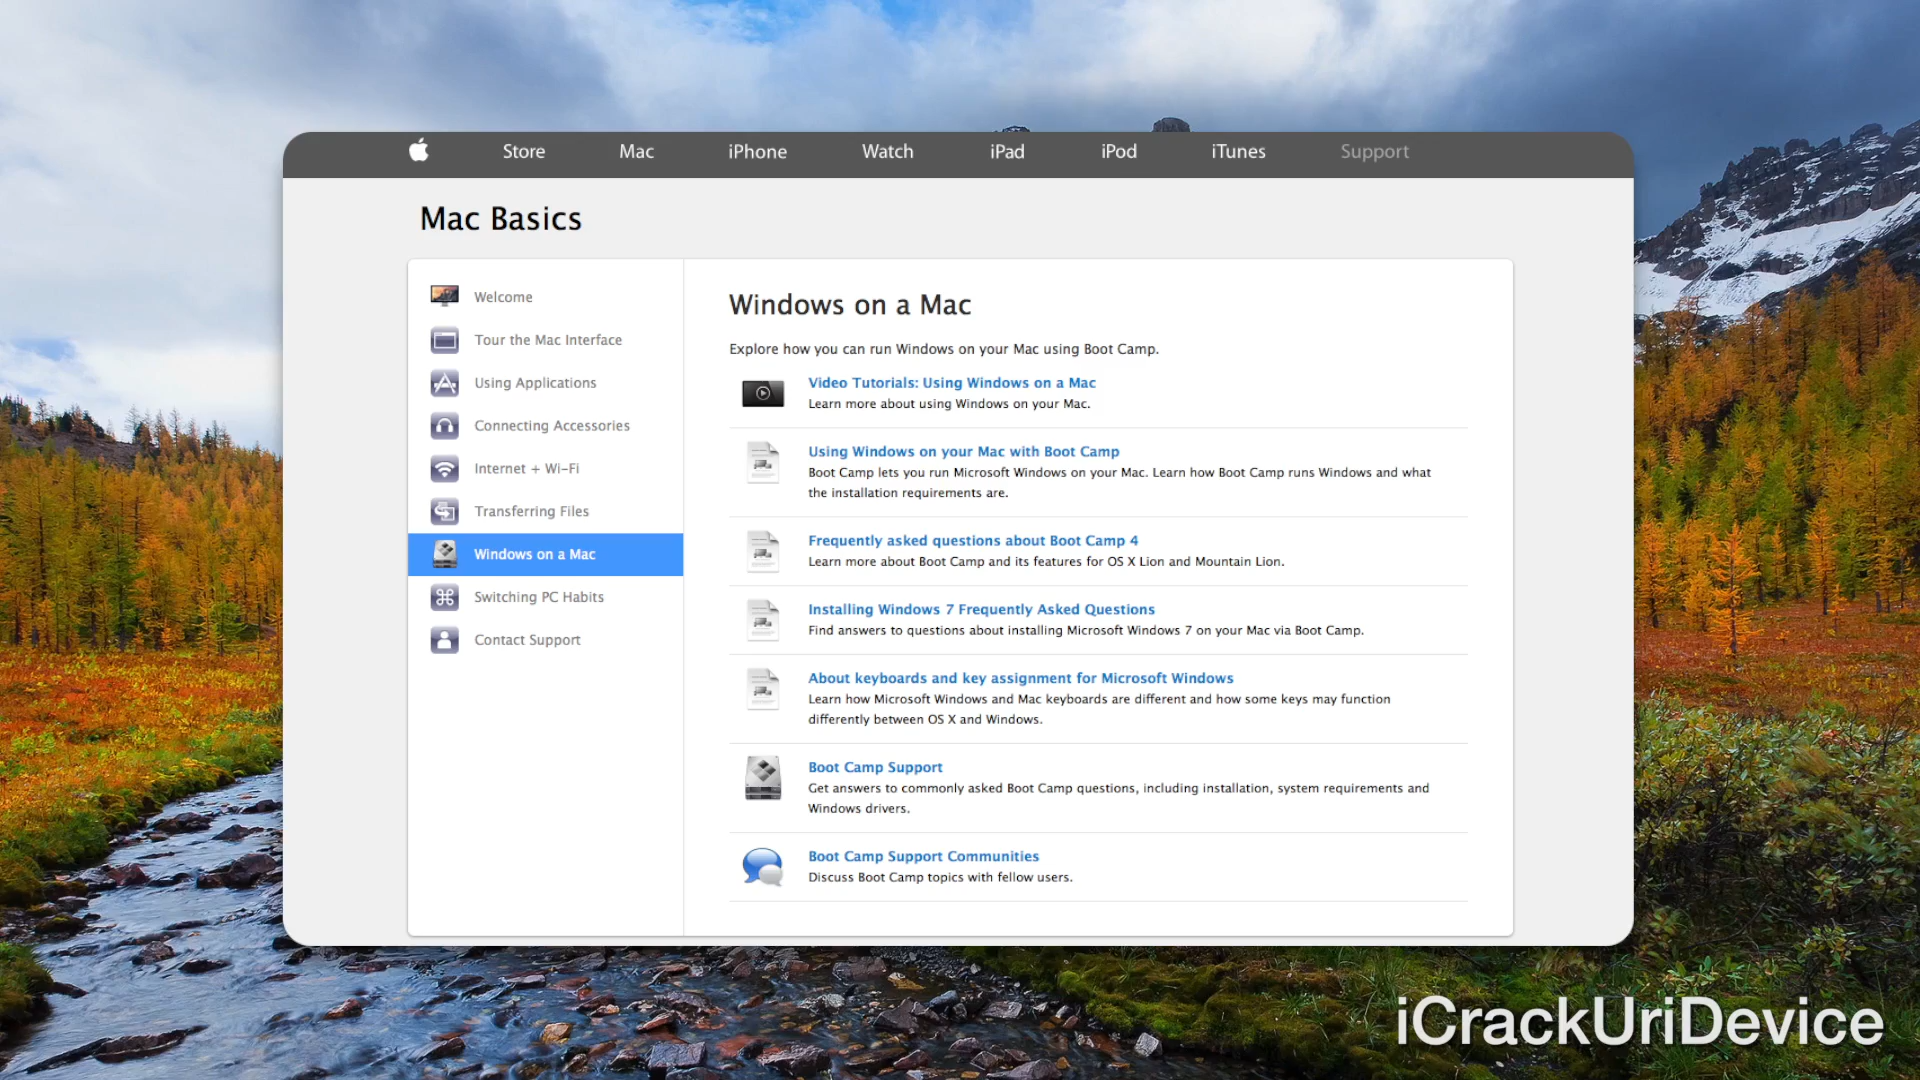 Store Mac iPhone Watch iPad iPod iTunes Support
Mac Basics
Welcome
Tour the Mac Interface
Using Applications
Connecting Accessories
Internet + Wi-Fi
Transferring Files
Windows on a Mac
Switching PC Habits
Contact Support
Windows on a Mac
Explore how you can run Windows on your Mac using Boot Camp.
Video Tutorials: Using Windows on a Mac
Learn more about using Windows on your Mac.
Using Windows on your Mac with Boot Camp
Boot Camp lets you run Microsoft Windows on your Mac. Learn how Boot Camp runs Windows and what
the installation requirements are.
Frequently asked questions about Boot Camp 4
Learn more about Boot Camp and its features for OS X Lion and Mountain Lion.
Installing Windows 7 Frequently Asked Questions
Find answers to questions about installing Microsoft Windows 7 on your Mac via Boot Camp.
About keyboards and key assignment for Microsoft Windows
Learn how Microsoft Windows and Mac keyboards are different and how some keys may function
differently between OS X and Windows.
Boot Camp Support
Get answers to commonly asked Boot Camp questions, including installation, system requirements and
Windows drivers.
Boot Camp Support Communities
Discuss Boot Camp topics with fellow users.
iCrackUriDevice